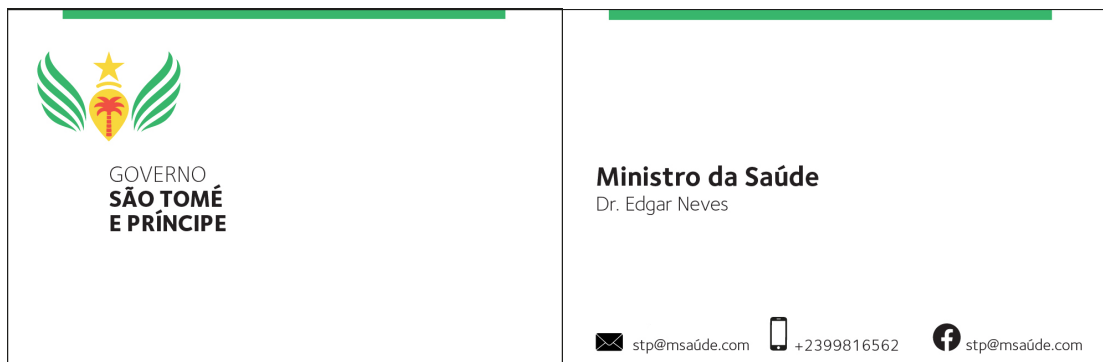 GOVERNO
SÃO TOMÉ
E PRÍNCIPE
Ministro da Saúde
Dr. Edgar Neves
stp@msaúde.com +2399816562 stp@msaúde.com